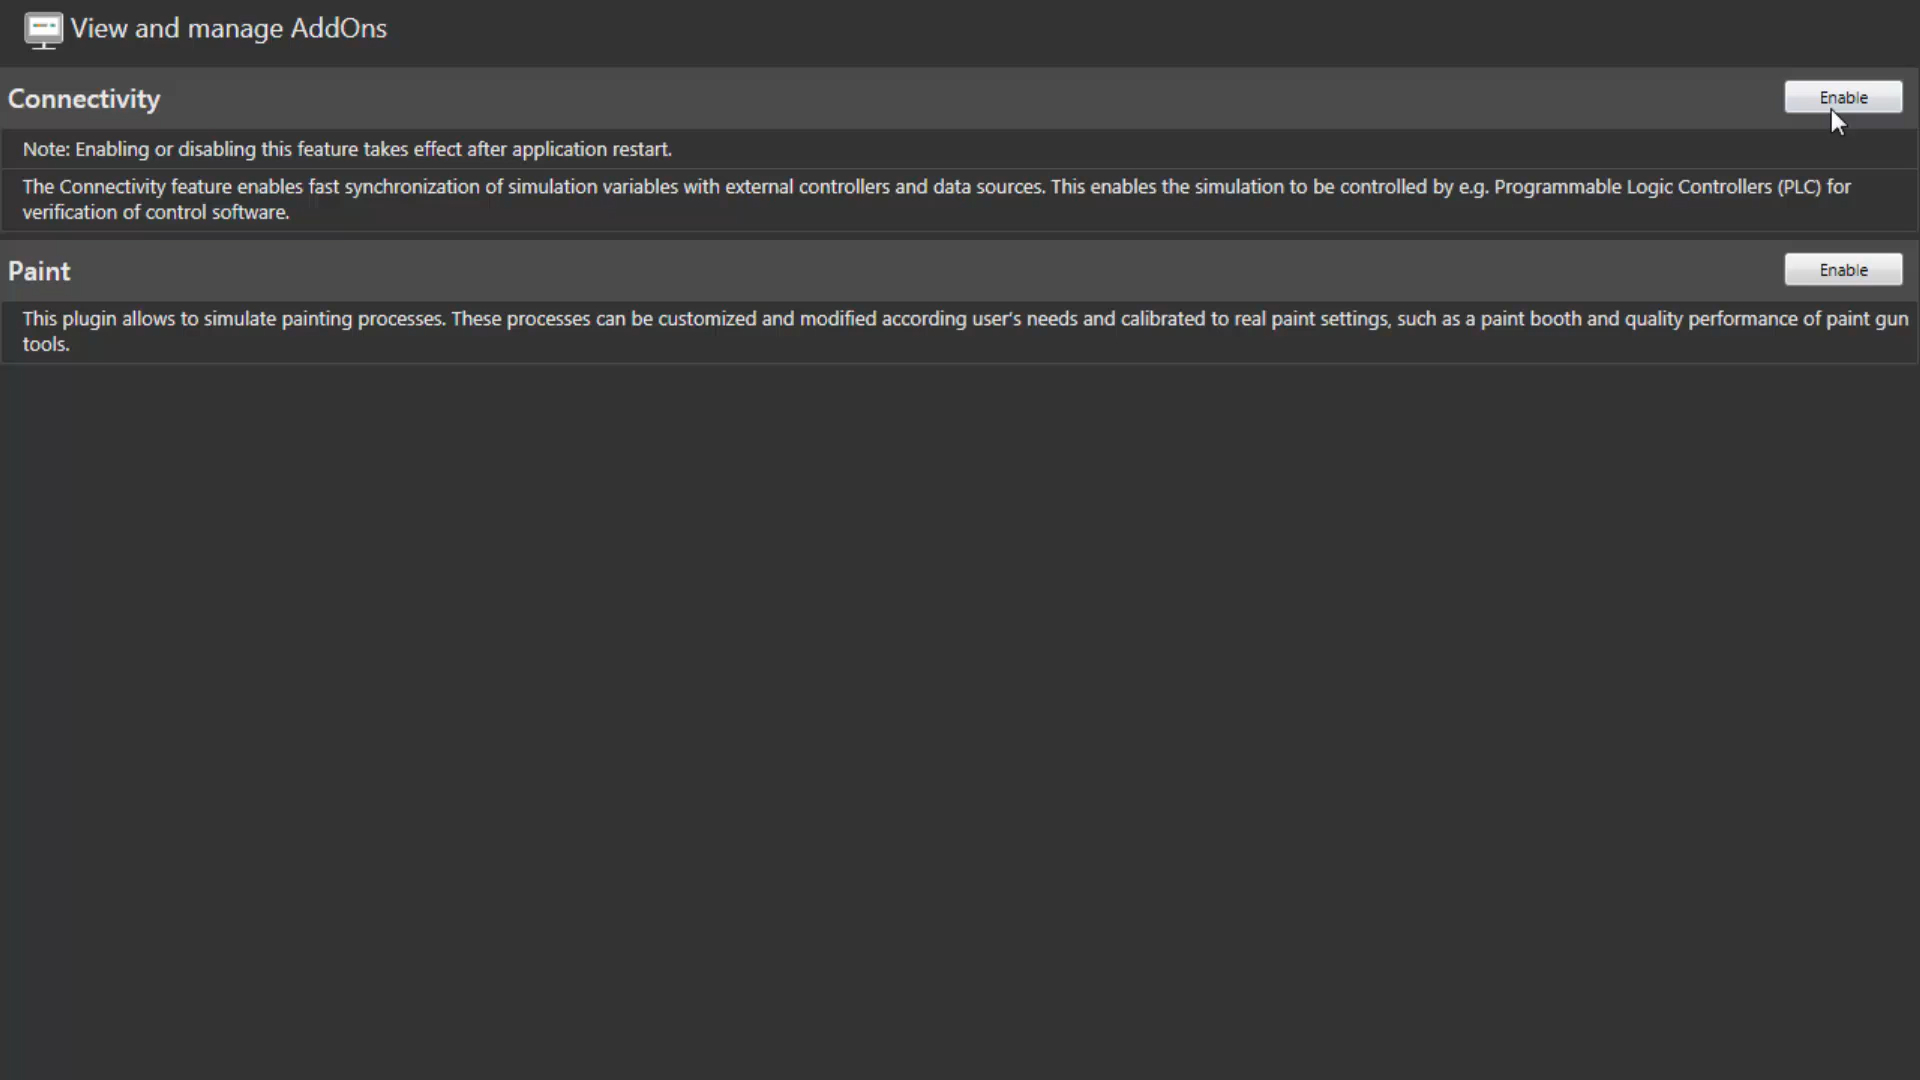 View and manage AddOns
Connectivity
Enable
Note: Enabling or disabling this feature takes effect after application restart.
The Connectivity feature enables fast synchronization of simulation variables with external controllers and data sources. This enables the simulation to be controlled by e.g. Programmable Logic Controllers (PLC) for
verification of control software.
Paint
Enable
This plugin allows to simulate painting processes. These processes can be customized and modified according user's needs and calibrated to real paint settings, such as a paint booth and quality performance of paint gun
tools.